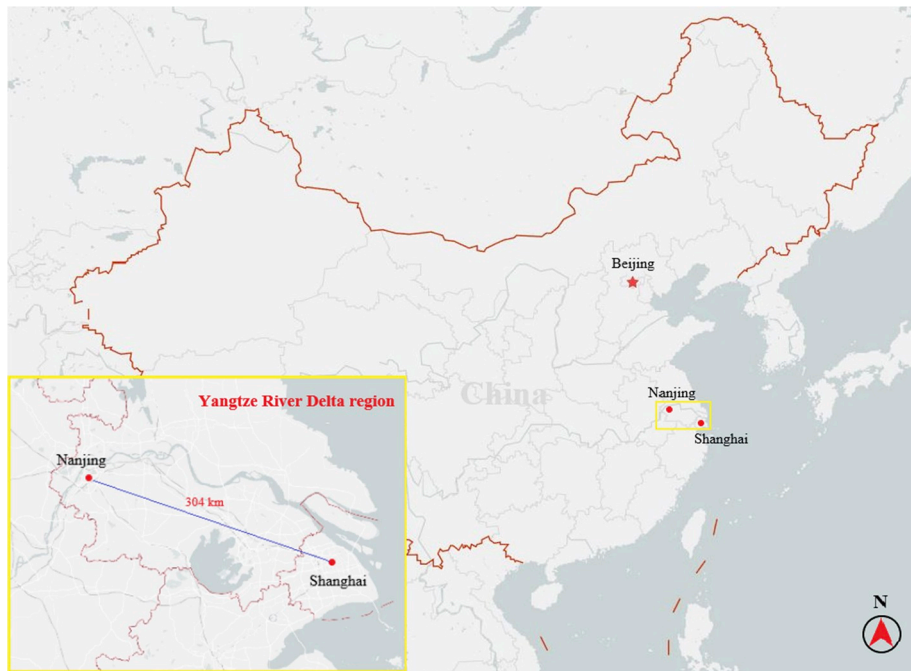 Beijing
China
Nanjing
Shanghai
Yangtze River Delta region
Nanjing
304 km
Shanghai
N